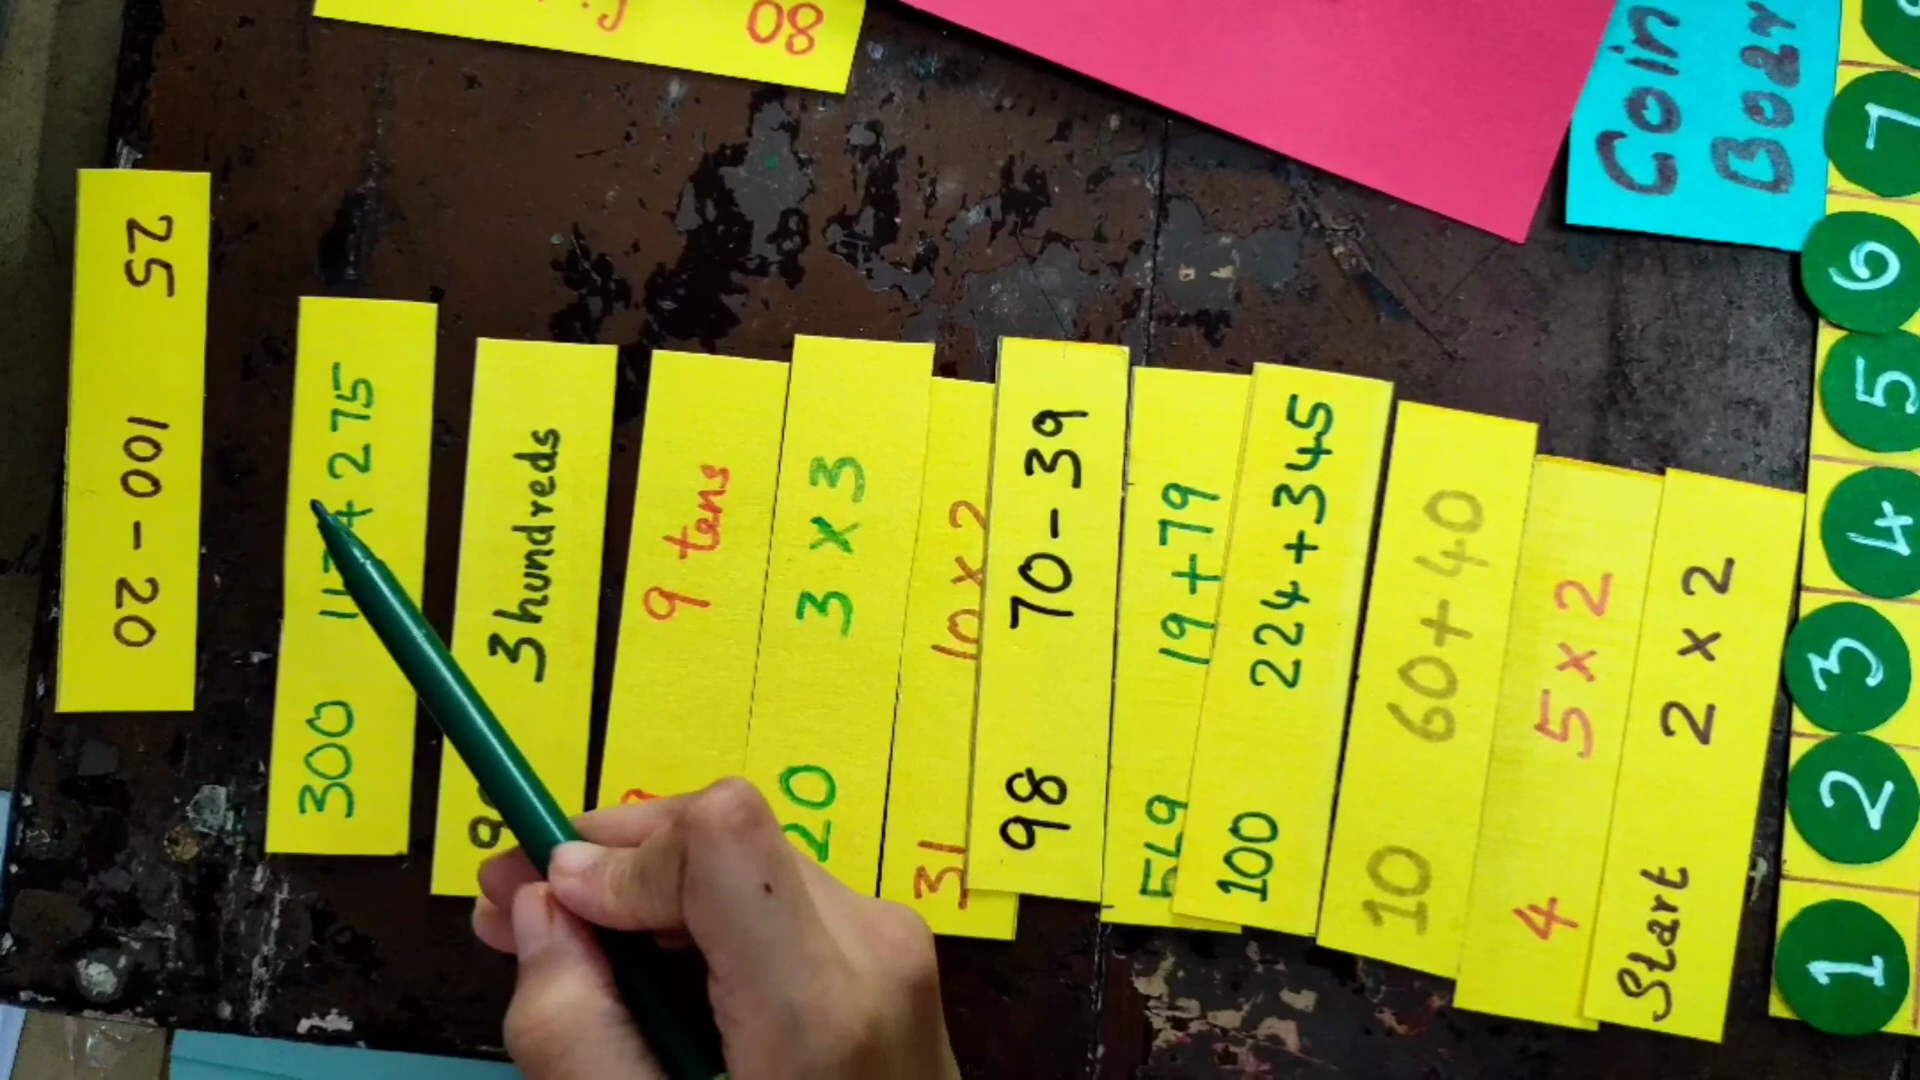 Start 2 x 2
4 5 x 2
10 60 + 40
100 224 + 345
569 19 + 79
98 70 - 39
31 10 x 2
20 3 x 3
9 tens
3 hundreds
300 + 275
25 100 - 20
80
Coin
1
2
3
4
5
6
7